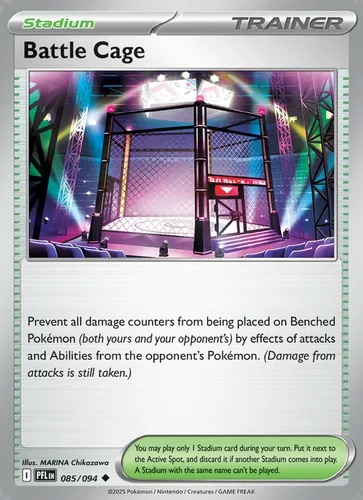 Stadium
TRAINER
Battle Cage
Prevent all damage counters from being placed on Benched
Pokémon (both yours and your opponent's) by effects of attacks
and Abilities from the opponent's Pokémon. (Damage from
attacks is still taken.)
Illus. MARINA Chikazawa
I PFL EN 085/094 ◆
You may play only 1 Stadium card during your turn. Put it next to
the Active Spot, and discard it if another Stadium comes into play.
A Stadium with the same name can't be played.
©2025 Pokémon / Nintendo / Creatures / GAME FREAK